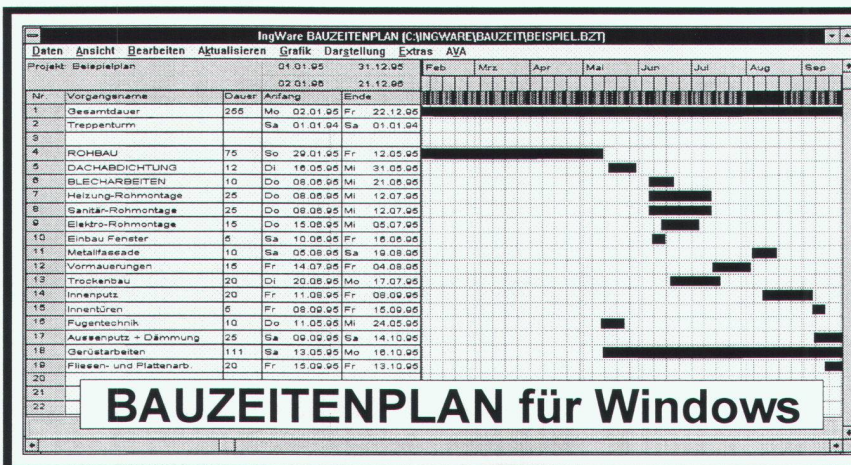 IngWare BAUZEITENPLAN [C:\INGWARE\BAUZEIT\BEISPIEL.BZT]
Daten Ansicht Bearbeiten Aktualisieren Grafik Darstellung Extras AVA
Projekt: Beispielplan 01.01.95 31.12.95 Feb Mrz Apr Mai Jun Jul Aug Sep
02.01.95 21.12.95
Nr. Vorgangsname Dauer Anfang Ende
1 Gesamtdauer 255 Mo 02.01.95 Fr 22.12.95
2 Treppenturm Sa 01.01.94 Sa 01.01.94
3
4 ROHBAU 75 So 29.01.95 Fr 12.05.95
5 DACHABDICHTUNG 12 Di 16.05.95 Mi 31.05.95
6 BLECHARBEITEN 10 Do 08.06.95 Mi 21.06.95
7 Heizung-Rohmontage 25 Do 08.06.95 Mi 12.07.95
8 Sanitär-Rohmontage 25 Do 08.06.95 Mi 12.07.95
9 Elektro-Rohmontage 15 Do 15.06.95 Mi 05.07.95
10 Einbau Fenster 5 Sa 10.06.95 Fr 16.06.95
11 Metallfassade 10 Sa 05.08.95 Sa 19.08.95
12 Vormauerungen 15 Fr 14.07.95 Fr 04.08.95
13 Trockenbau 20 Di 20.06.95 Mo 17.07.95
14 Innenputz 20 Fr 11.08.95 Fr 08.09.95
15 Innentüren 5 Fr 08.09.95 Fr 15.09.95
16 Fugentechnik 10 Do 11.05.95 Mi 24.05.95
17 Aussenputz + Dämmung 25 Sa 09.09.95 Sa 14.10.95
18 Gerüstarbeiten 111 Sa 13.05.95 Mo 16.10.95
19 Fliesen- und Plattenarb. 20 Fr 15.09.95 Fr 13.10.95
20
21
22
BAUZEITENPLAN für Windows